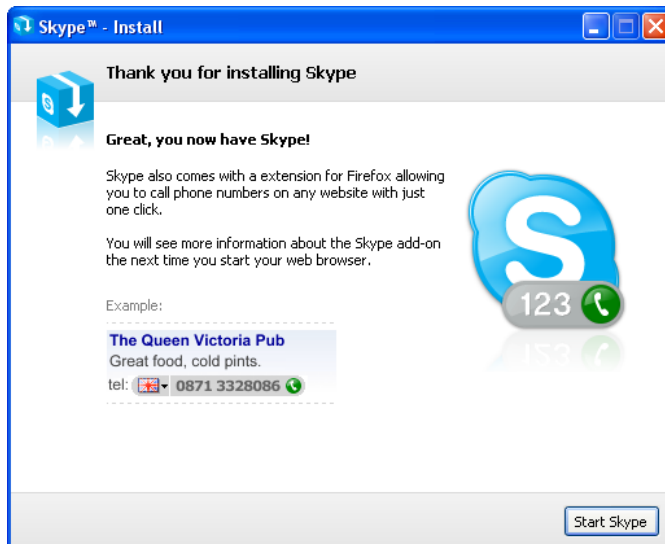 Skype™ - Install
Thank you for installing Skype
Great, you now have Skype!
Skype also comes with a extension for Firefox allowing
you to call phone numbers on any website with just
one click.
You will see more information about the Skype add-on
the next time you start your web browser.
Example:
The Queen Victoria Pub
Great food, cold pints.
tel: 0871 3328086
S
123
Start Skype